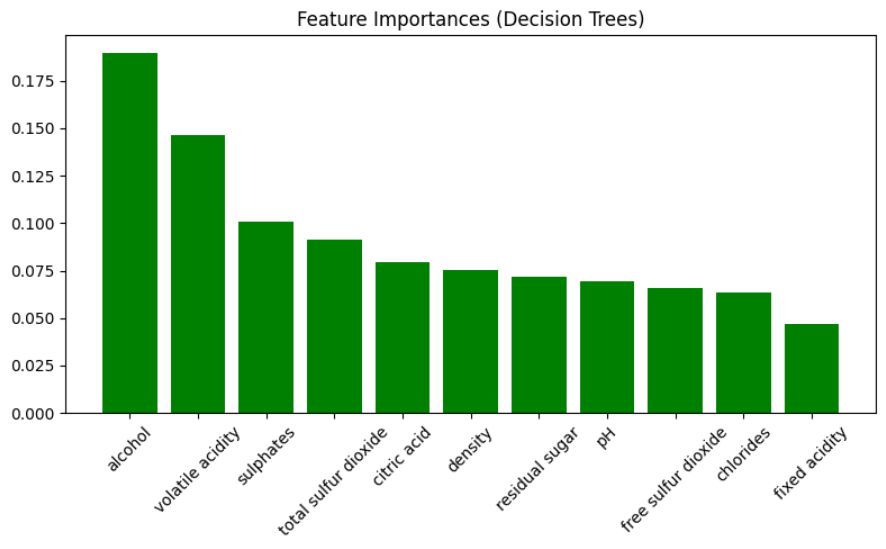 Feature Importances (Decision Trees)
0.175
0.150
0.125
0.100
0.075
0.050
0.025
0.000
alcohol
volatile acidity
sulphates
total sulfur dioxide
citric acid
density
residual sugar
pH
free sulfur dioxide
chlorides
fixed acidity